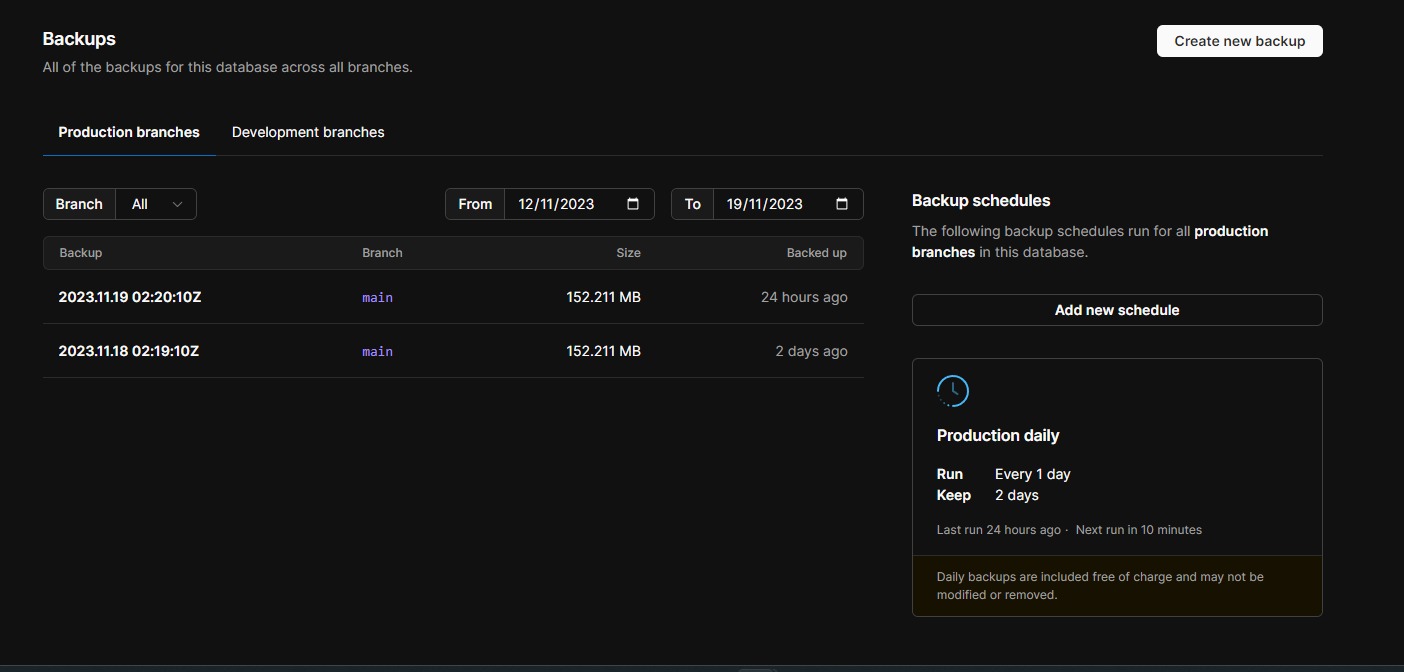 Backups
Create new backup
All of the backups for this database across all branches.
Production branches Development branches
Branch All From 12/11/2023 To 19/11/2023
Backup Branch Size Backed up
2023.11.19 02:20:10Z main 152.211 MB 24 hours ago
2023.11.18 02:19:10Z main 152.211 MB 2 days ago
Backup schedules
The following backup schedules run for all production
branches in this database.
Add new schedule
Production daily
Run Every 1 day
Keep 2 days
Last run 24 hours ago · Next run in 10 minutes
Daily backups are included free of charge and may not be
modified or removed.